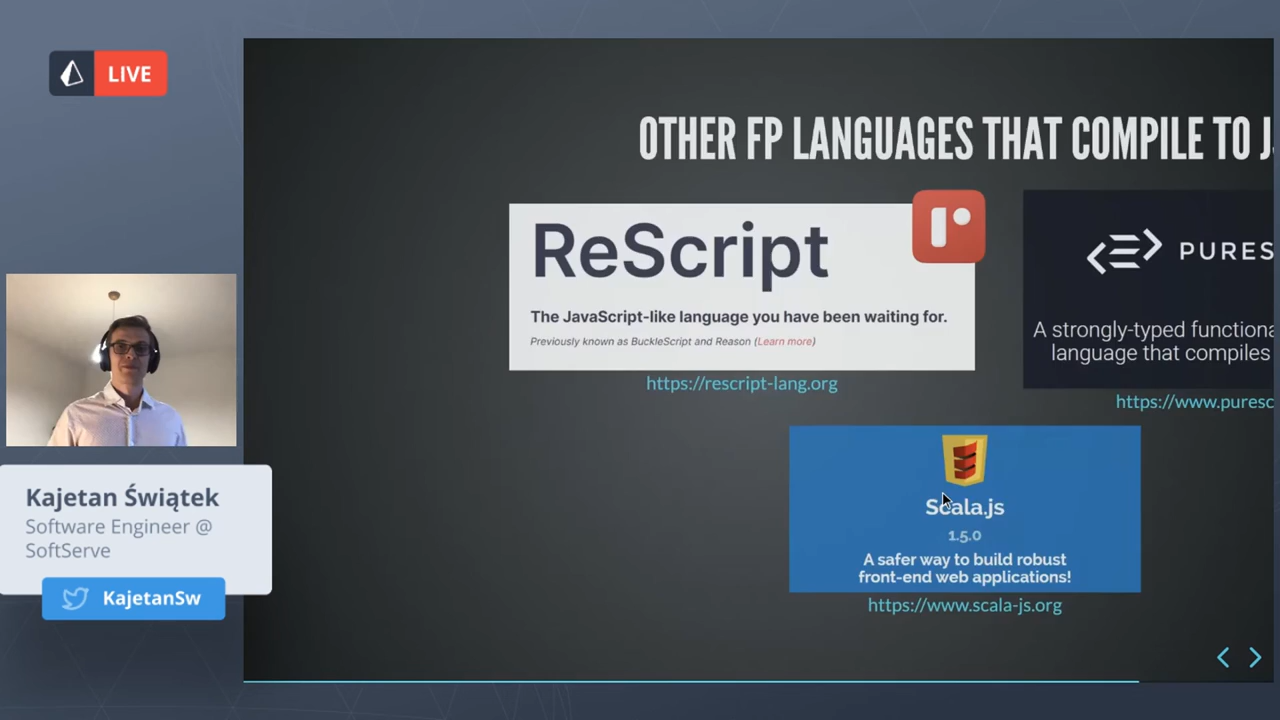 LIVE
OTHER FP LANGUAGES THAT COMPILE TO J
ReScript
The JavaScript-like language you have been waiting for.
Previously known as BuckleScript and Reason (Learn more)
https://rescript-lang.org
PURES
A strongly-typed functiona
language that compiles
https://www.puresc
Scala.js
1.5.0
A safer way to build robust
front-end web applications!
https://www.scala-js.org
Kajetan Świątek
Software Engineer @
SoftServe
KajetanSw